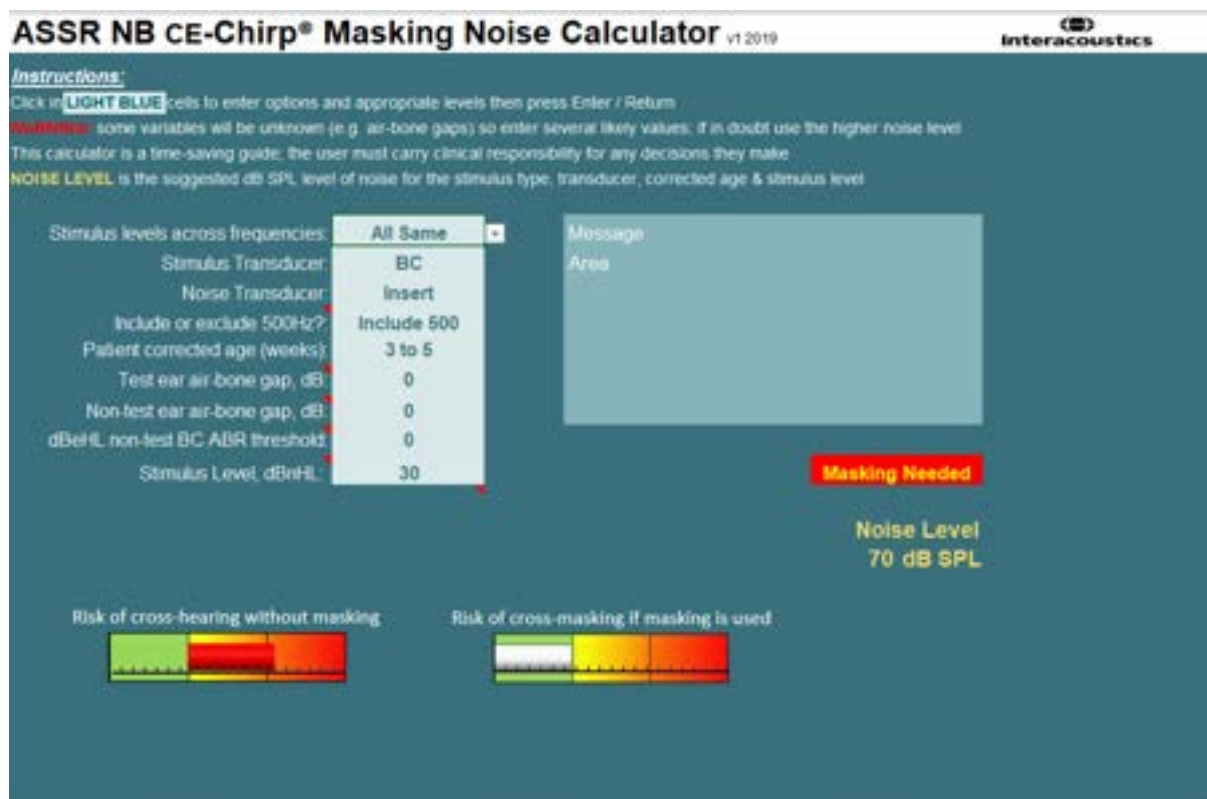 ASSR NB CE-Chirp® Masking Noise Calculator v1 2019
Interacoustics
Instructions:
Click in LIGHT BLUE cells to enter options and appropriate levels then press Enter / Return
WARNING: some variables will be unknown (e.g. air-bone gaps) so enter several likely values; if in doubt use the higher noise level
This calculator is a time-saving guide; the user must carry clinical responsibility for any decisions they make
NOISE LEVEL is the suggested dB SPL level of noise for the stimulus type, transducer, corrected age & stimulus level
Stimulus levels across frequencies: All Same
Stimulus Transducer: BC
Noise Transducer: Insert
Include or exclude 500Hz? Include 500
Patient corrected age (weeks): 3 to 5
Test ear air-bone gap, dB: 0
Non-test ear air-bone gap, dB: 0
dBeHL non-test BC ABR threshold: 0
Stimulus Level, dBnHL: 30
Message
Area
Masking Needed
Noise Level
70 dB SPL
Risk of cross-hearing without masking
Risk of cross-masking if masking is used